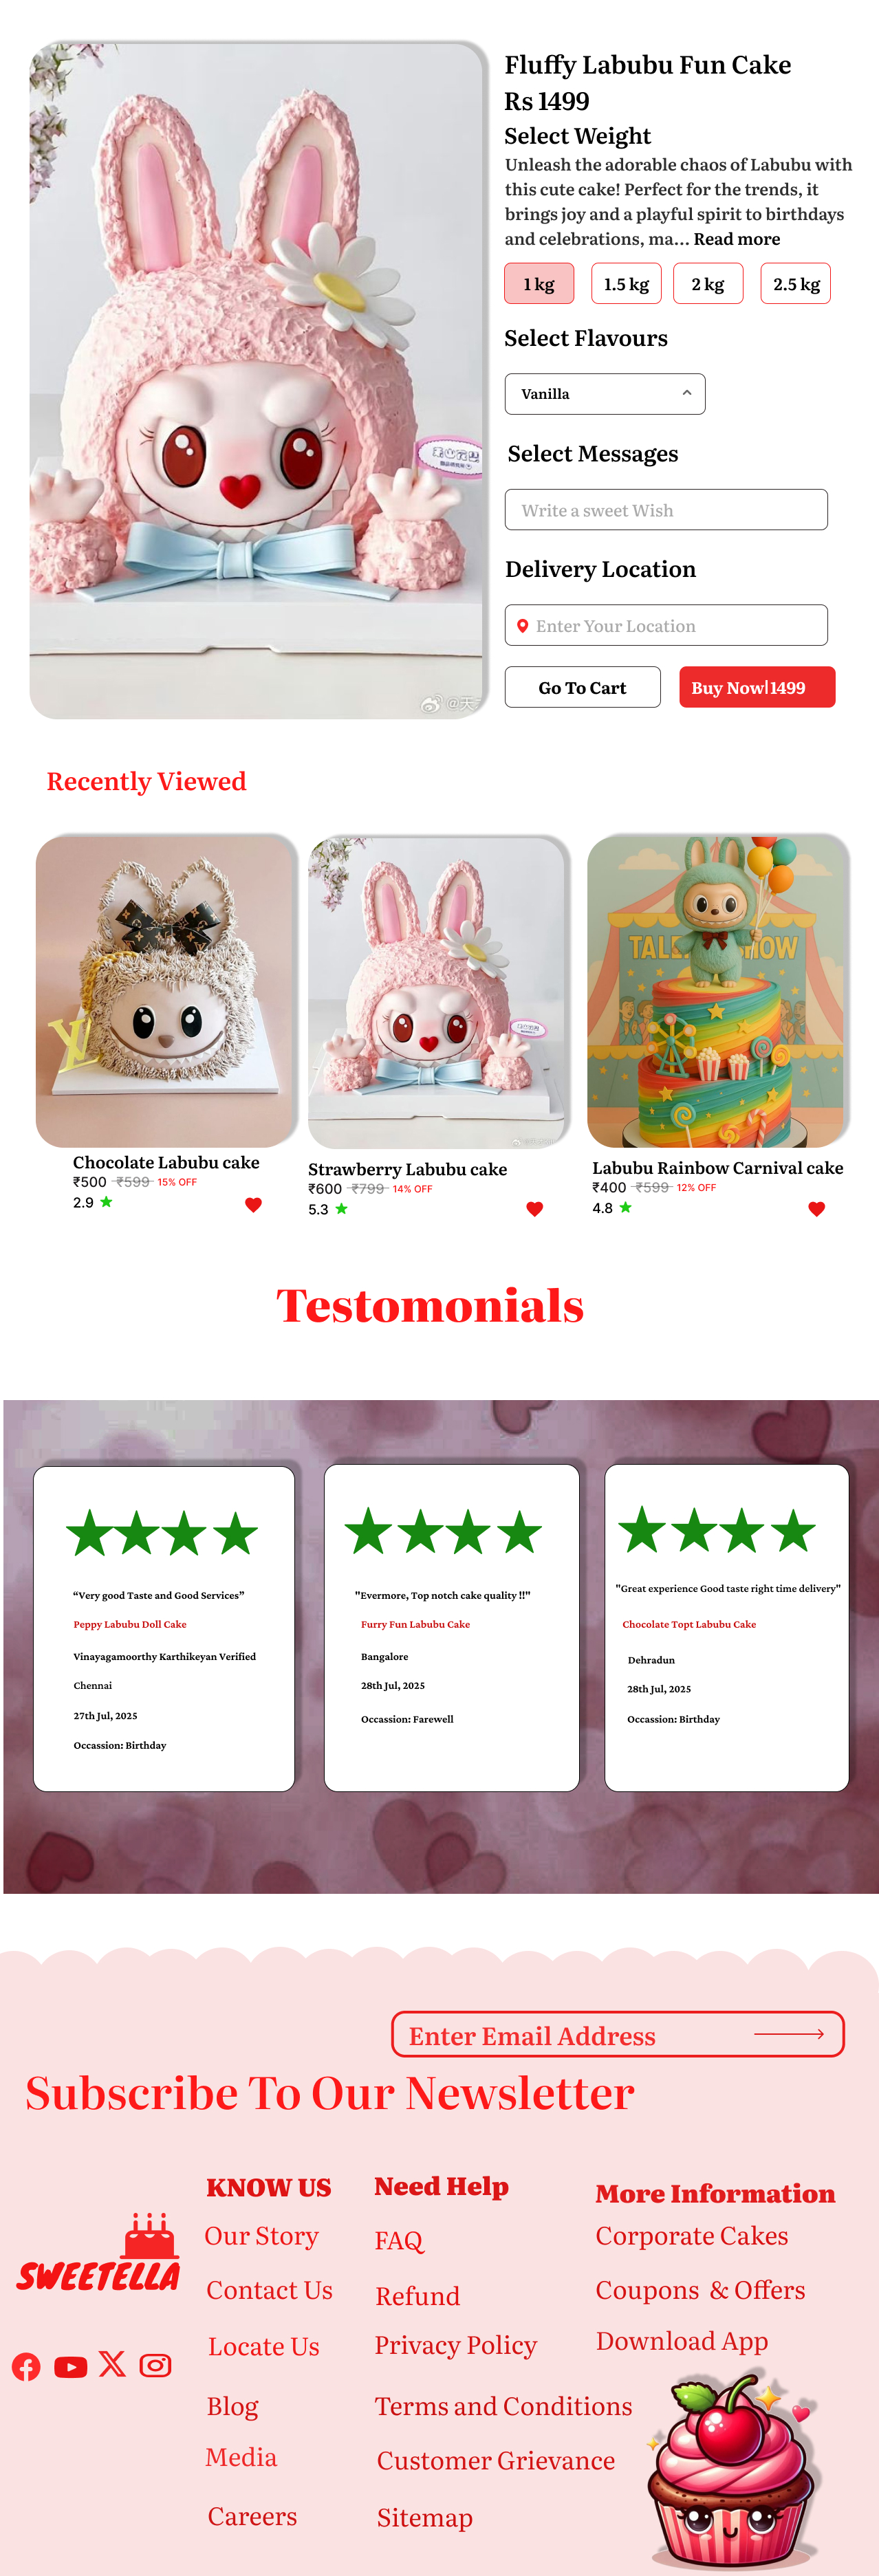 Fluffy Labubu Fun Cake
Rs 1499
Select Weight
Unleash the adorable chaos of Labubu with
this cute cake! Perfect for the trends, it
brings joy and a playful spirit to birthdays
and celebrations, ma... Read more
1 kg
1.5 kg
2 kg
2.5 kg
Select Flavours
Vanilla
Select Messages
Write a sweet Wish
Delivery Location
Enter Your Location
Go To Cart
Buy Now|1499
Recently Viewed
Chocolate Labubu cake
₹500 ₹599 15% OFF
2.9
Strawberry Labubu cake
₹600 ₹799 14% OFF
5.3
Labubu Rainbow Carnival cake
₹400 ₹599 12% OFF
4.8
Testomonials
“Very good Taste and Good Services”
Peppy Labubu Doll Cake
Vinayagamoorthy Karthikeyan Verified
Chennai
27th Jul, 2025
Occassion: Birthday
"Evermore, Top notch cake quality !!"
Furry Fun Labubu Cake
Bangalore
28th Jul, 2025
Occassion: Farewell
"Great experience Good taste right time delivery"
Chocolate Topt Labubu Cake
Dehradun
28th Jul, 2025
Occassion: Birthday
Enter Email Address
Subscribe To Our Newsletter
SWEETELLA
KNOW US
Our Story
Contact Us
Locate Us
Blog
Media
Careers
Need Help
FAQ
Refund
Privacy Policy
Terms and Conditions
Customer Grievance
Sitemap
More Information
Corporate Cakes
Coupons & Offers
Download App